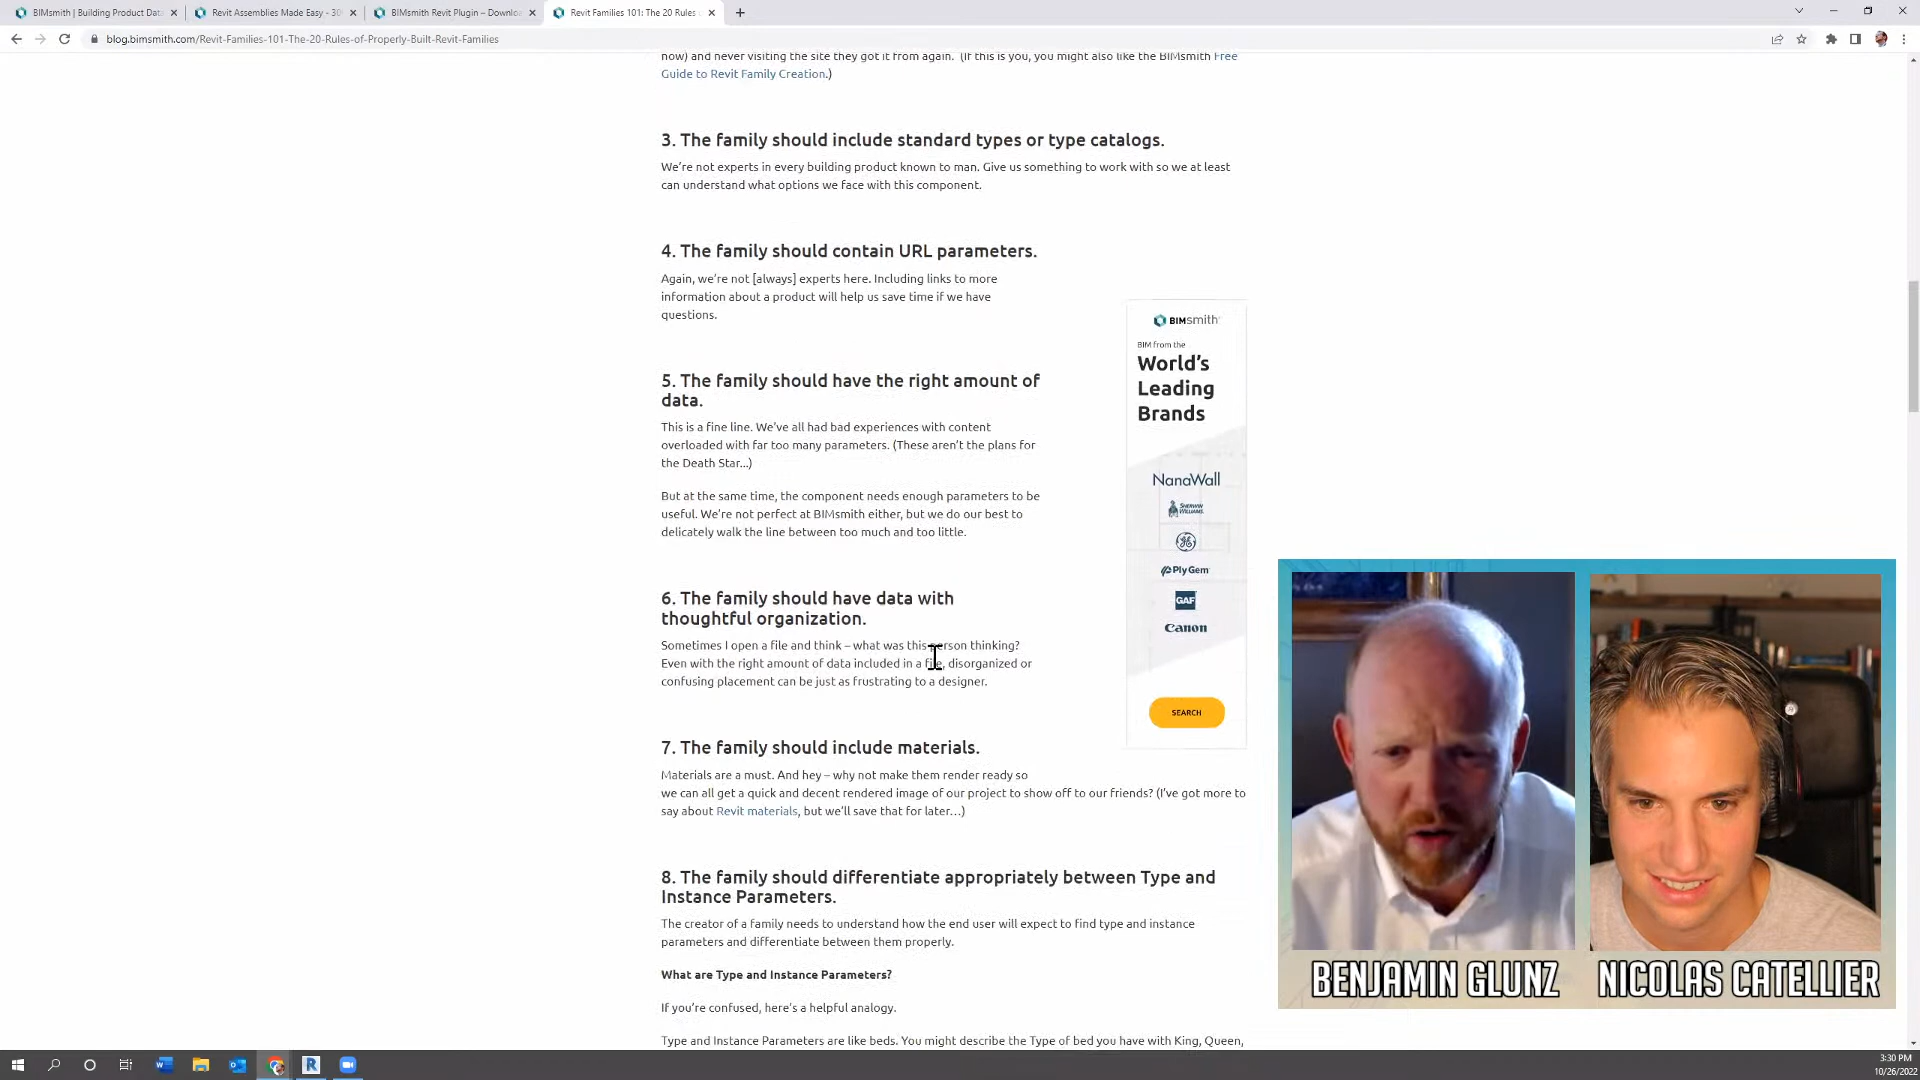 BIMsmith | Building Product Dat
Revit Assemblies Made Easy - 30
BIMsmith Revit Plugin – Downlo
Revit Families 101: The 20 Rules
blog.bimsmith.com/Revit-Families-101-The-20-Rules-of-Properly-Built-Revit-Families
now) and never visiting the site they got it from again. (If this is you, you might also like the BIMsmith Free
Guide to Revit Family Creation.)
3. The family should include standard types or type catalogs.
We're not experts in every building product known to man. Give us something to work with so we at least
can understand what options we face with this component.
4. The family should contain URL parameters.
Again, we're not [always] experts here. Including links to more
information about a product will help us save time if we have
questions.
5. The family should have the right amount of
data.
This is a fine line. We've all had bad experiences with content
overloaded with far too many parameters. (These aren't the plans for
the Death Star...)
But at the same time, the component needs enough parameters to be
useful. We're not perfect at BIMsmith either, but we do our best to
delicately walk the line between too much and too little.
6. The family should have data with
thoughtful organization.
Sometimes I open a file and think – what was this person thinking?
Even with the right amount of data included in a file, disorganized or
confusing placement can be just as frustrating to a designer.
7. The family should include materials.
Materials are a must. And hey – why not make them render ready so
we can all get a quick and decent rendered image of our project to show off to our friends? (I've got more to
say about Revit materials, but we'll save that for later...)
8. The family should differentiate appropriately between Type and
Instance Parameters.
The creator of a family needs to understand how the end user will expect to find type and instance
parameters and differentiate between them properly.
What are Type and Instance Parameters?
If you're confused, here's a helpful analogy.
Type and Instance Parameters are like beds. You might describe the Type of bed you have with King, Queen,
BIMsmith
BIM from the
World's
Leading
Brands
NanaWall
SHERWIN
WILLIAMS
GE
Ply Gem
GAF
Canon
SEARCH
BENJAMIN GLUNZ
NICOLAS CATELLIER
3:30 PM
10/26/2022